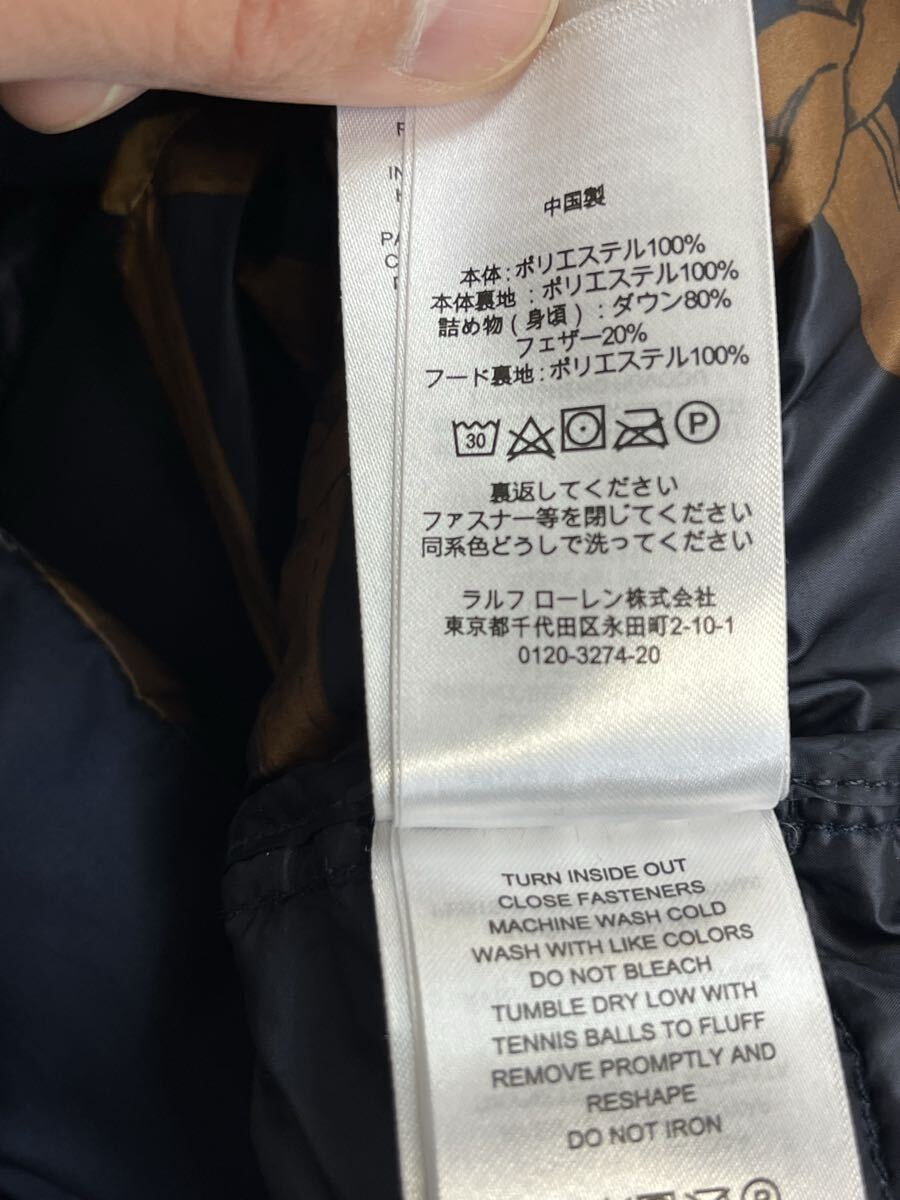 中国製
本体:ポリエステル100%
本体裏地:ポリエステル100%
詰め物(身頃):ダウン80%
フェザー20%
フード裏地:ポリエステル100%
30
P
裏返してください
ファスナー等を閉じてください
同系色どうしで洗ってください
ラルフ ローレン株式会社
東京都千代田区永田町2-10-1
0120-3274-20
TURN INSIDE OUT
CLOSE FASTENERS
MACHINE WASH COLD
WASH WITH LIKE COLORS
DO NOT BLEACH
TUMBLE DRY LOW WITH
TENNIS BALLS TO FLUFF
REMOVE PROMPTLY AND
RESHAPE
DO NOT IRON